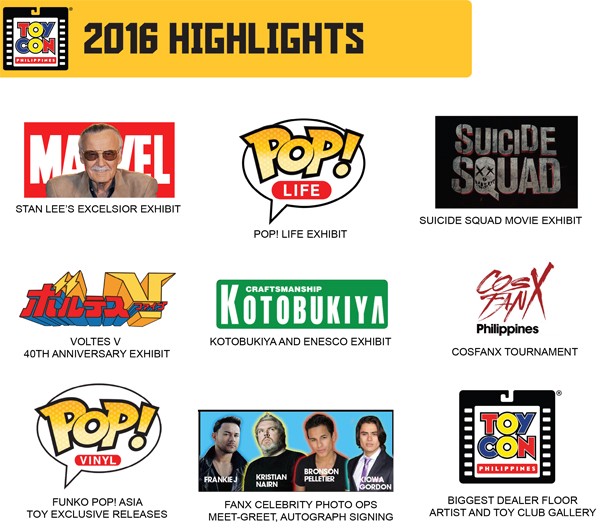 TOY
CON
PHILIPPINES
®
2016 HIGHLIGHTS
MARVEL
STAN LEE'S EXCELSIOR EXHIBIT
POP!
LIFE
POP! LIFE EXHIBIT
SUICIDE
SQUAD
SUICIDE SQUAD MOVIE EXHIBIT
ボルテスV
VOLTES V
40TH ANNIVERSARY EXHIBIT
CRAFTSMANSHIP
KOTOBUKIYA
KOTOBUKIYA AND ENESCO EXHIBIT
COS
FANX
Philippines
COSFANX TOURNAMENT
POP!
VINYL
FUNKO POP! ASIA
TOY EXCLUSIVE RELEASES
FRANKIE J
KRISTIAN
NAIRN
BRONSON
PELLETIER
KIOWA
GORDON
FANX CELEBRITY PHOTO OPS
MEET-GREET, AUTOGRAPH SIGNING
TOY
CON
PHILIPPINES
®
BIGGEST DEALER FLOOR
ARTIST AND TOY CLUB GALLERY